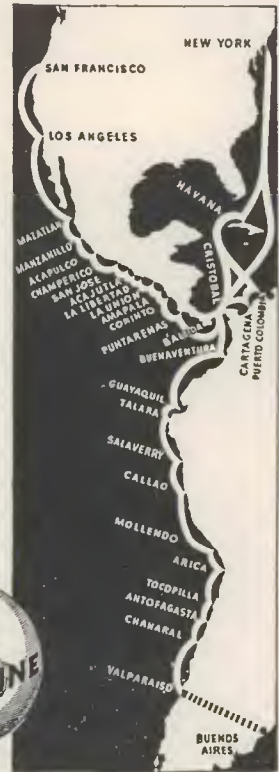 NEW YORK
SAN FRANCISCO
LOS ANGELES
HAVANA
MAZATLAN
MANZANILLO
ACAPULCO
CHAMPERICO
SAN JOSE
ACAJUTLA
LA LIBERTAD
LA UNION
AMAPALA
CORINTO
PUNTARENAS
CRISTOBAL
BALBOA
BUENAVENTURA
CARTAGENA
PUERTO COLOMBIA
GUAYAQUIL
TALARA
SALAVERRY
CALLAO
MOLLENDO
ARICA
TOCOPILLA
ANTOFAGASTA
CHAÑARAL
VALPARAISO
BUENOS
AIRES